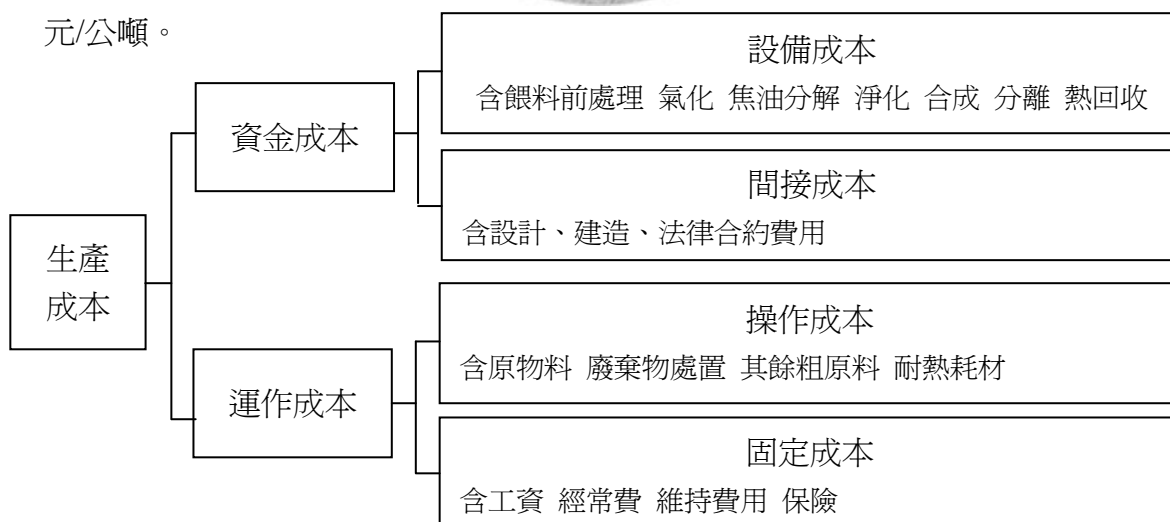 元/公噸。
設備成本
含餵料前處理 氣化 焦油分解 淨化 合成 分離 熱回收
資金成本
間接成本
含設計、建造、法律合約費用
生產
成本
操作成本
含原物料 廢棄物處置 其餘粗原料 耐熱耗材
運作成本
固定成本
含工資 經常費 維持費用 保險